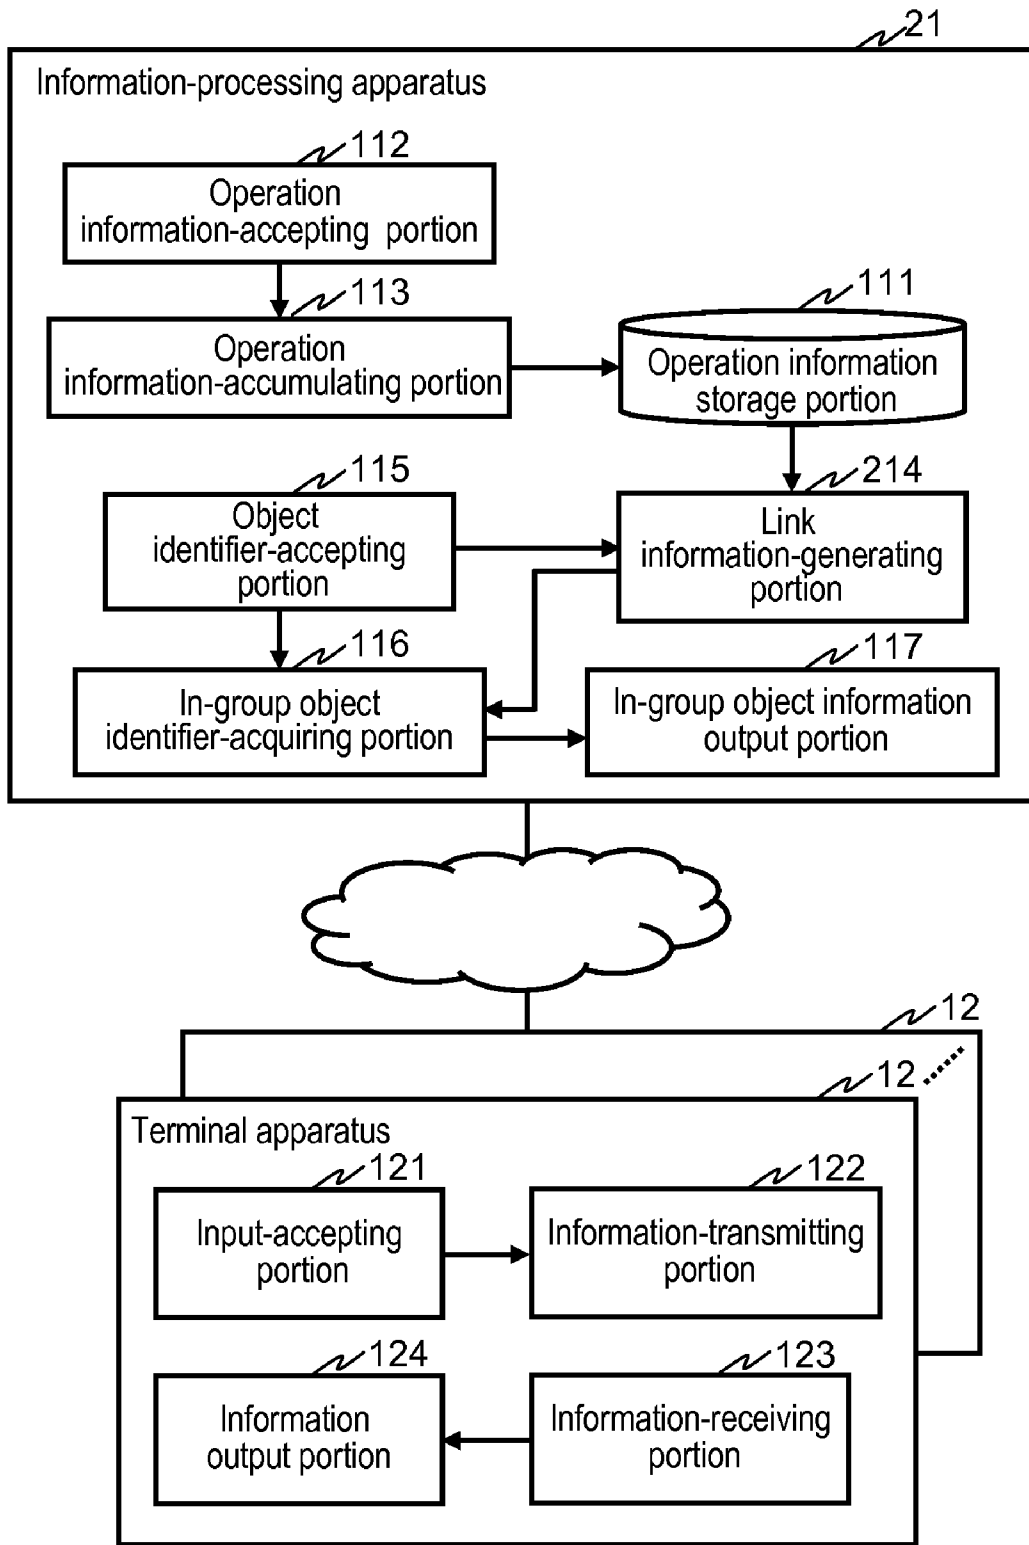 21
Information-processing apparatus
112
Operation
information-accepting portion
113
Operation
information-accumulating portion
111
Operation information
storage portion
115
Object
identifier-accepting
portion
214
Link
information-generating
portion
116
In-group object
identifier-acquiring portion
117
In-group object information
output portion
12
12
Terminal apparatus
121
Input-accepting
portion
122
Information-transmitting
portion
124
Information
output portion
123
Information-receiving
portion